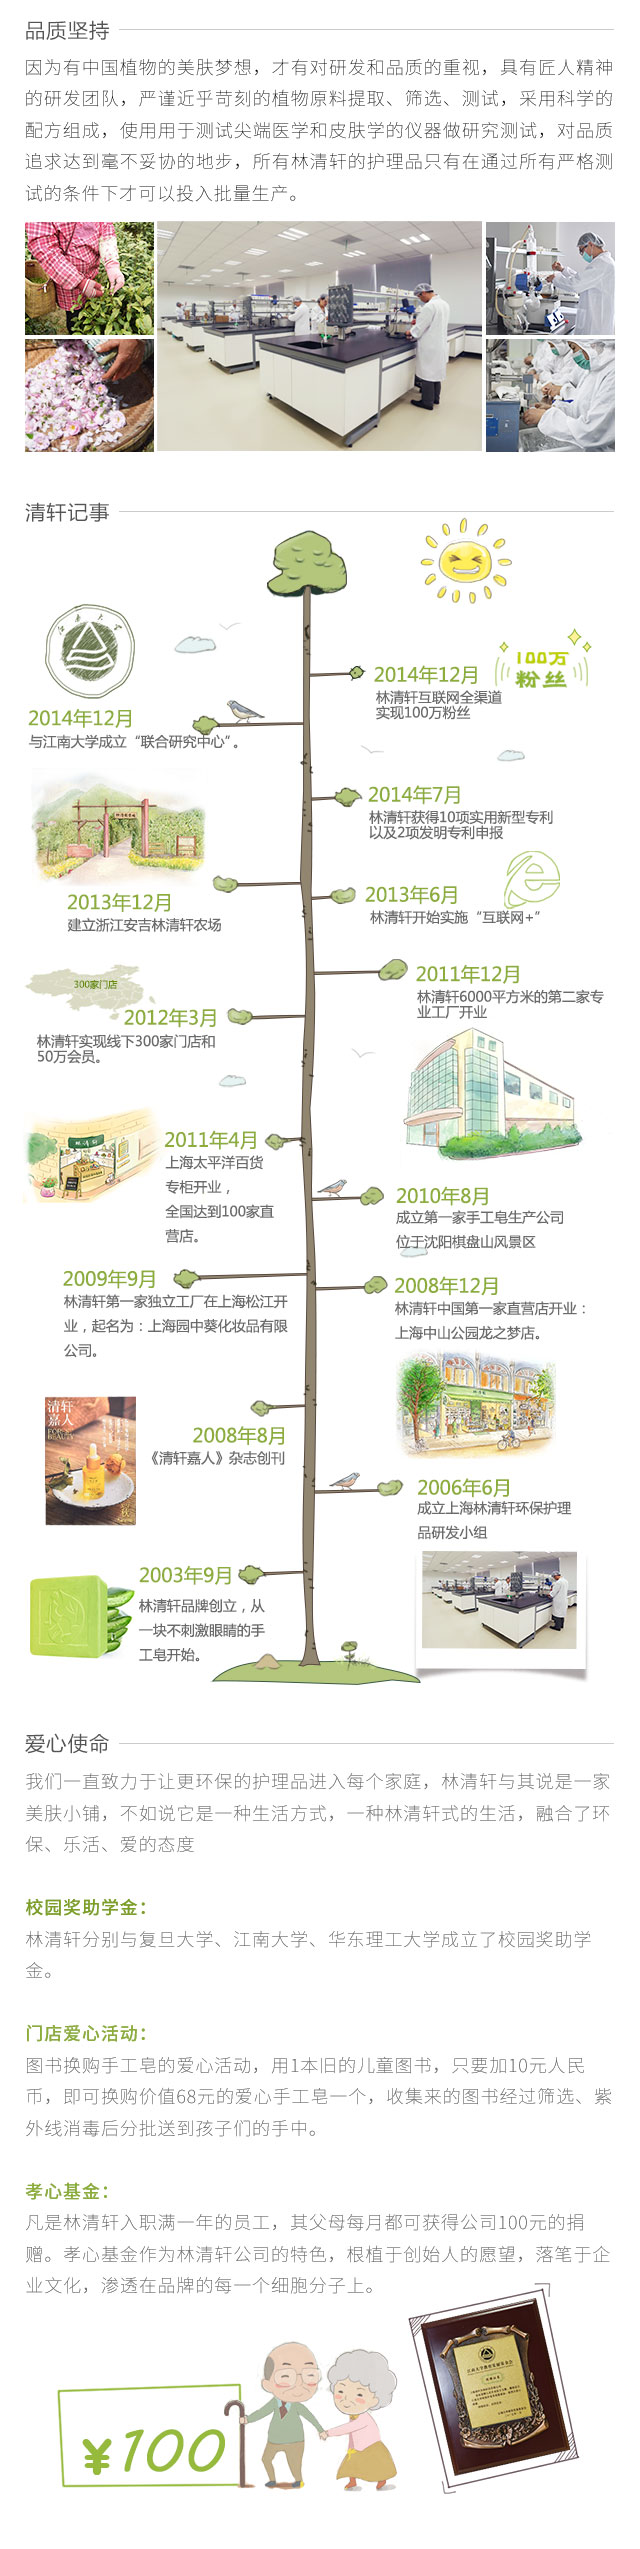 品质坚持
因为有中国植物的美肤梦想，才有对研发和品质的重视，具有匠人精神
的研发团队，严谨近乎苛刻的植物原料提取、筛选、测试，采用科学的
配方组成，使用用于测试尖端医学和皮肤学的仪器做研究测试，对品质
追求达到毫不妥协的地步，所有林清轩的护理品只有在通过所有严格测
试的条件下才可以投入批量生产。
清轩记事
江南大学
100万
粉丝
2014年12月
林清轩互联网全渠道
实现100万粉丝
2014年12月
与江南大学成立“联合研究中心”。
2014年7月
林清轩获得10项实用新型专利
以及2项发明专利申报
2013年12月
建立浙江安吉林清轩农场
2013年6月
林清轩开始实施“互联网+”
2011年12月
林清轩6000平方米的第二家专
业工厂开业
300家门店
2012年3月
林清轩实现线下300家门店和
50万会员。
林清轩
2011年4月
上海太平洋百货
专柜开业，
全国达到100家直
营店。
2010年8月
成立第一家手工皂生产公司
位于沈阳棋盘山风景区
2009年9月
林清轩第一家独立工厂在上海松江开
业，起名为：上海园中葵化妆品有限
公司。
2008年12月
林清轩中国第一家直营店开业：
上海中山公园龙之梦店。
清轩
嘉人
FOR
BEAUTY
2008年8月
《清轩嘉人》杂志创刊
2006年6月
成立上海林清轩环保护理
品研发小组
2003年9月
林清轩品牌创立，从
一块不刺激眼睛的手
工皂开始。
爱心使命
我们一直致力于让更环保的护理品进入每个家庭，林清轩与其说是一家
美肤小铺，不如说它是一种生活方式，一种林清轩式的生活，融合了环
保、乐活、爱的态度
校园奖助学金：
林清轩分别与复旦大学、江南大学、华东理工大学成立了校园奖助学
金。
门店爱心活动：
图书换购手工皂的爱心活动，用1本旧的儿童图书，只要加10元人民
币，即可换购价值68元的爱心手工皂一个，收集来的图书经过筛选、紫
外线消毒后分批送到孩子们的手中。
孝心基金：
凡是林清轩入职满一年的员工，其父母每月都可获得公司100元的捐
赠。孝心基金作为林清轩公司的特色，根植于创始人的愿望，落笔于企
业文化，渗透在品牌的每一个细胞分子上。
¥100